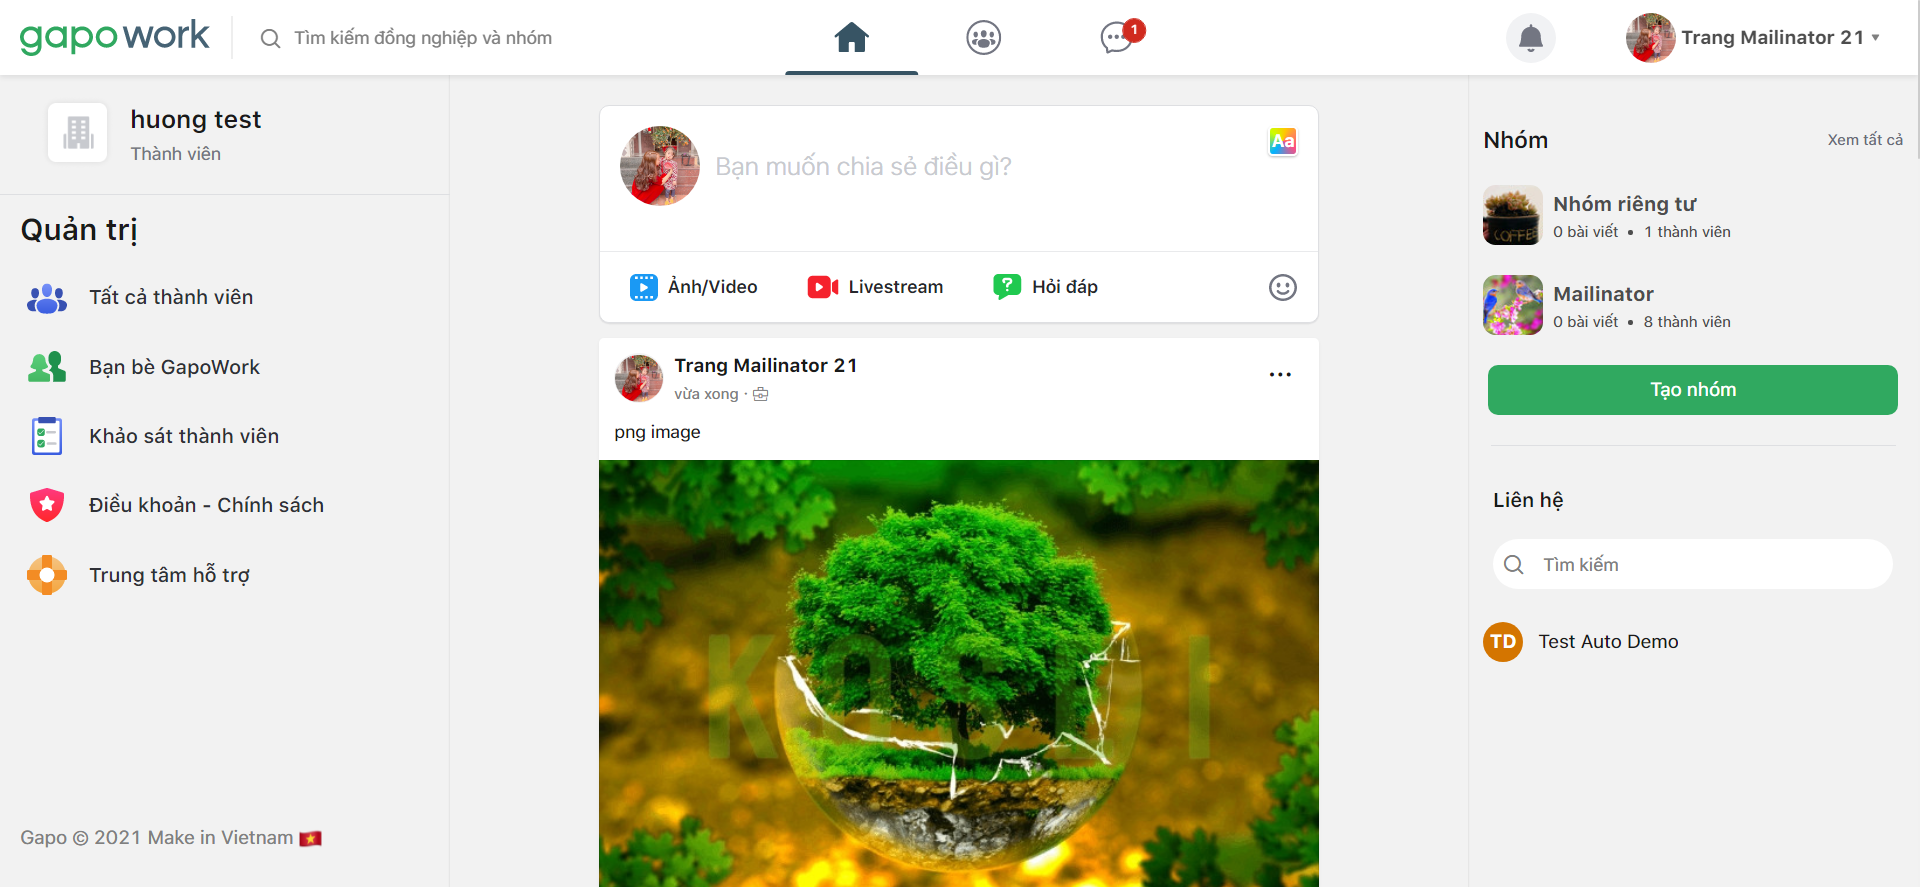 gapowork
Tìm kiếm đồng nghiệp và nhóm
1
Trang Mailinator 21
huong test
Thành viên
Quản trị
Tất cả thành viên
Bạn bè GapoWork
Khảo sát thành viên
Điều khoản - Chính sách
Trung tâm hỗ trợ
Gapo © 2021 Make in Vietnam
Bạn muốn chia sẻ điều gì?
Aa
Ảnh/Video
Livestream
Hỏi đáp
Trang Mailinator 21
vừa xong ·
png image
Nhóm
Xem tất cả
COFFEE
Nhóm riêng tư
0 bài viết • 1 thành viên
Mailinator
0 bài viết • 8 thành viên
Tạo nhóm
Liên hệ
Tìm kiếm
TD
Test Auto Demo